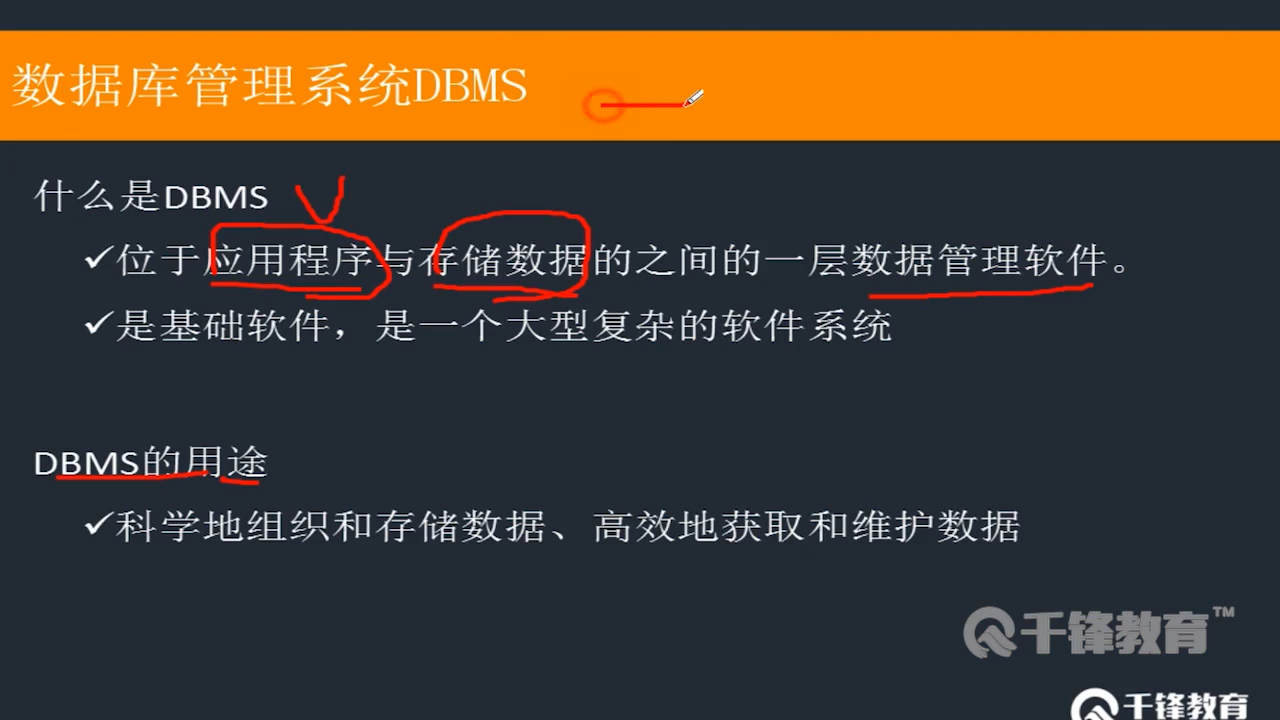 数据库管理系统DBMS
什么是DBMS
✓位于应用程序与存储数据的之间的一层数据管理软件。
✓是基础软件，是一个大型复杂的软件系统
DBMS的用途
✓科学地组织和存储数据、高效地获取和维护数据
千锋教育™
千锋教育